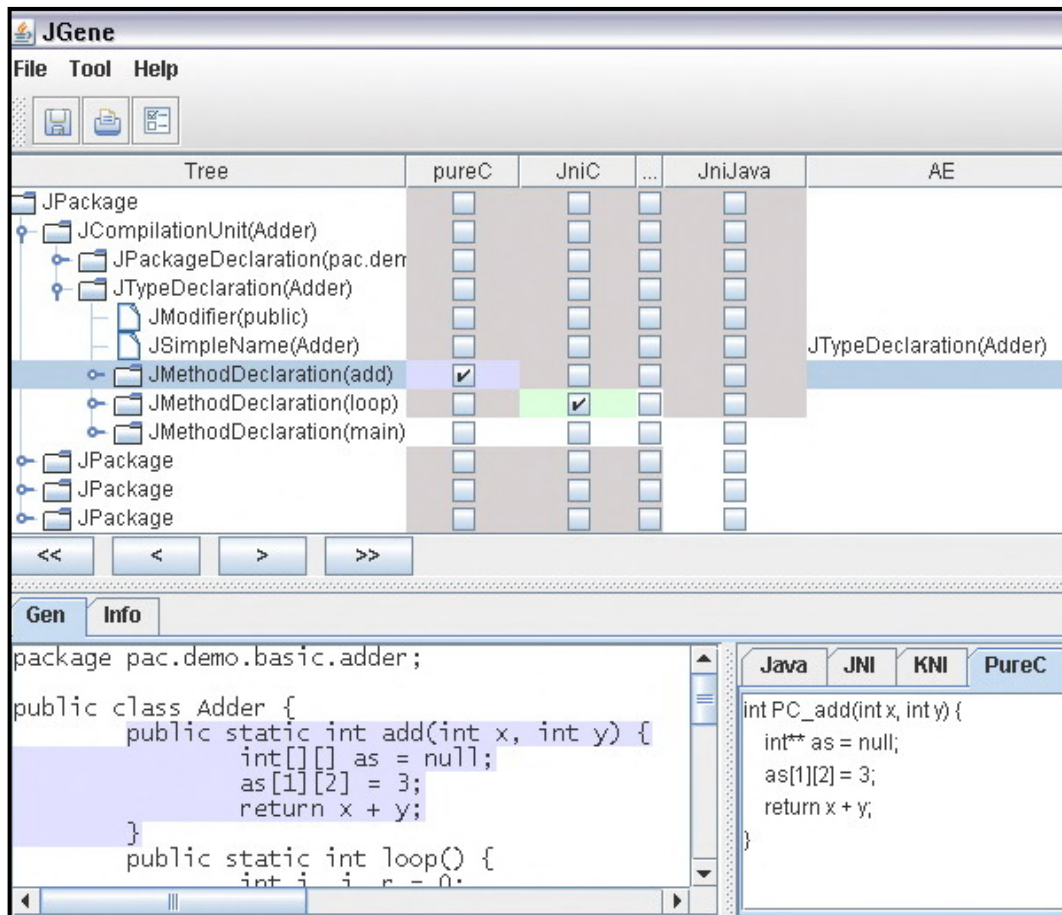 JGene
File Tool Help
Tree pureC JniC ... JniJava AE
JPackage
JCompilationUnit(Adder)
JPackageDeclaration(pac.dem
JTypeDeclaration(Adder)
JModifier(public)
JSimpleName(Adder) JTypeDeclaration(Adder)
JMethodDeclaration(add)
JMethodDeclaration(loop)
JMethodDeclaration(main)
JPackage
JPackage
JPackage
<< < > >>
Gen Info
package pac.demo.basic.adder;
public class Adder {
public static int add(int x, int y) {
int[][] as = null;
as[1][2] = 3;
return x + y;
}
public static int loop() {
int i, j, r = 0;
Java JNI KNI PureC
int PC_add(int x, int y) {
int** as = null;
as[1][2] = 3;
return x + y;
}